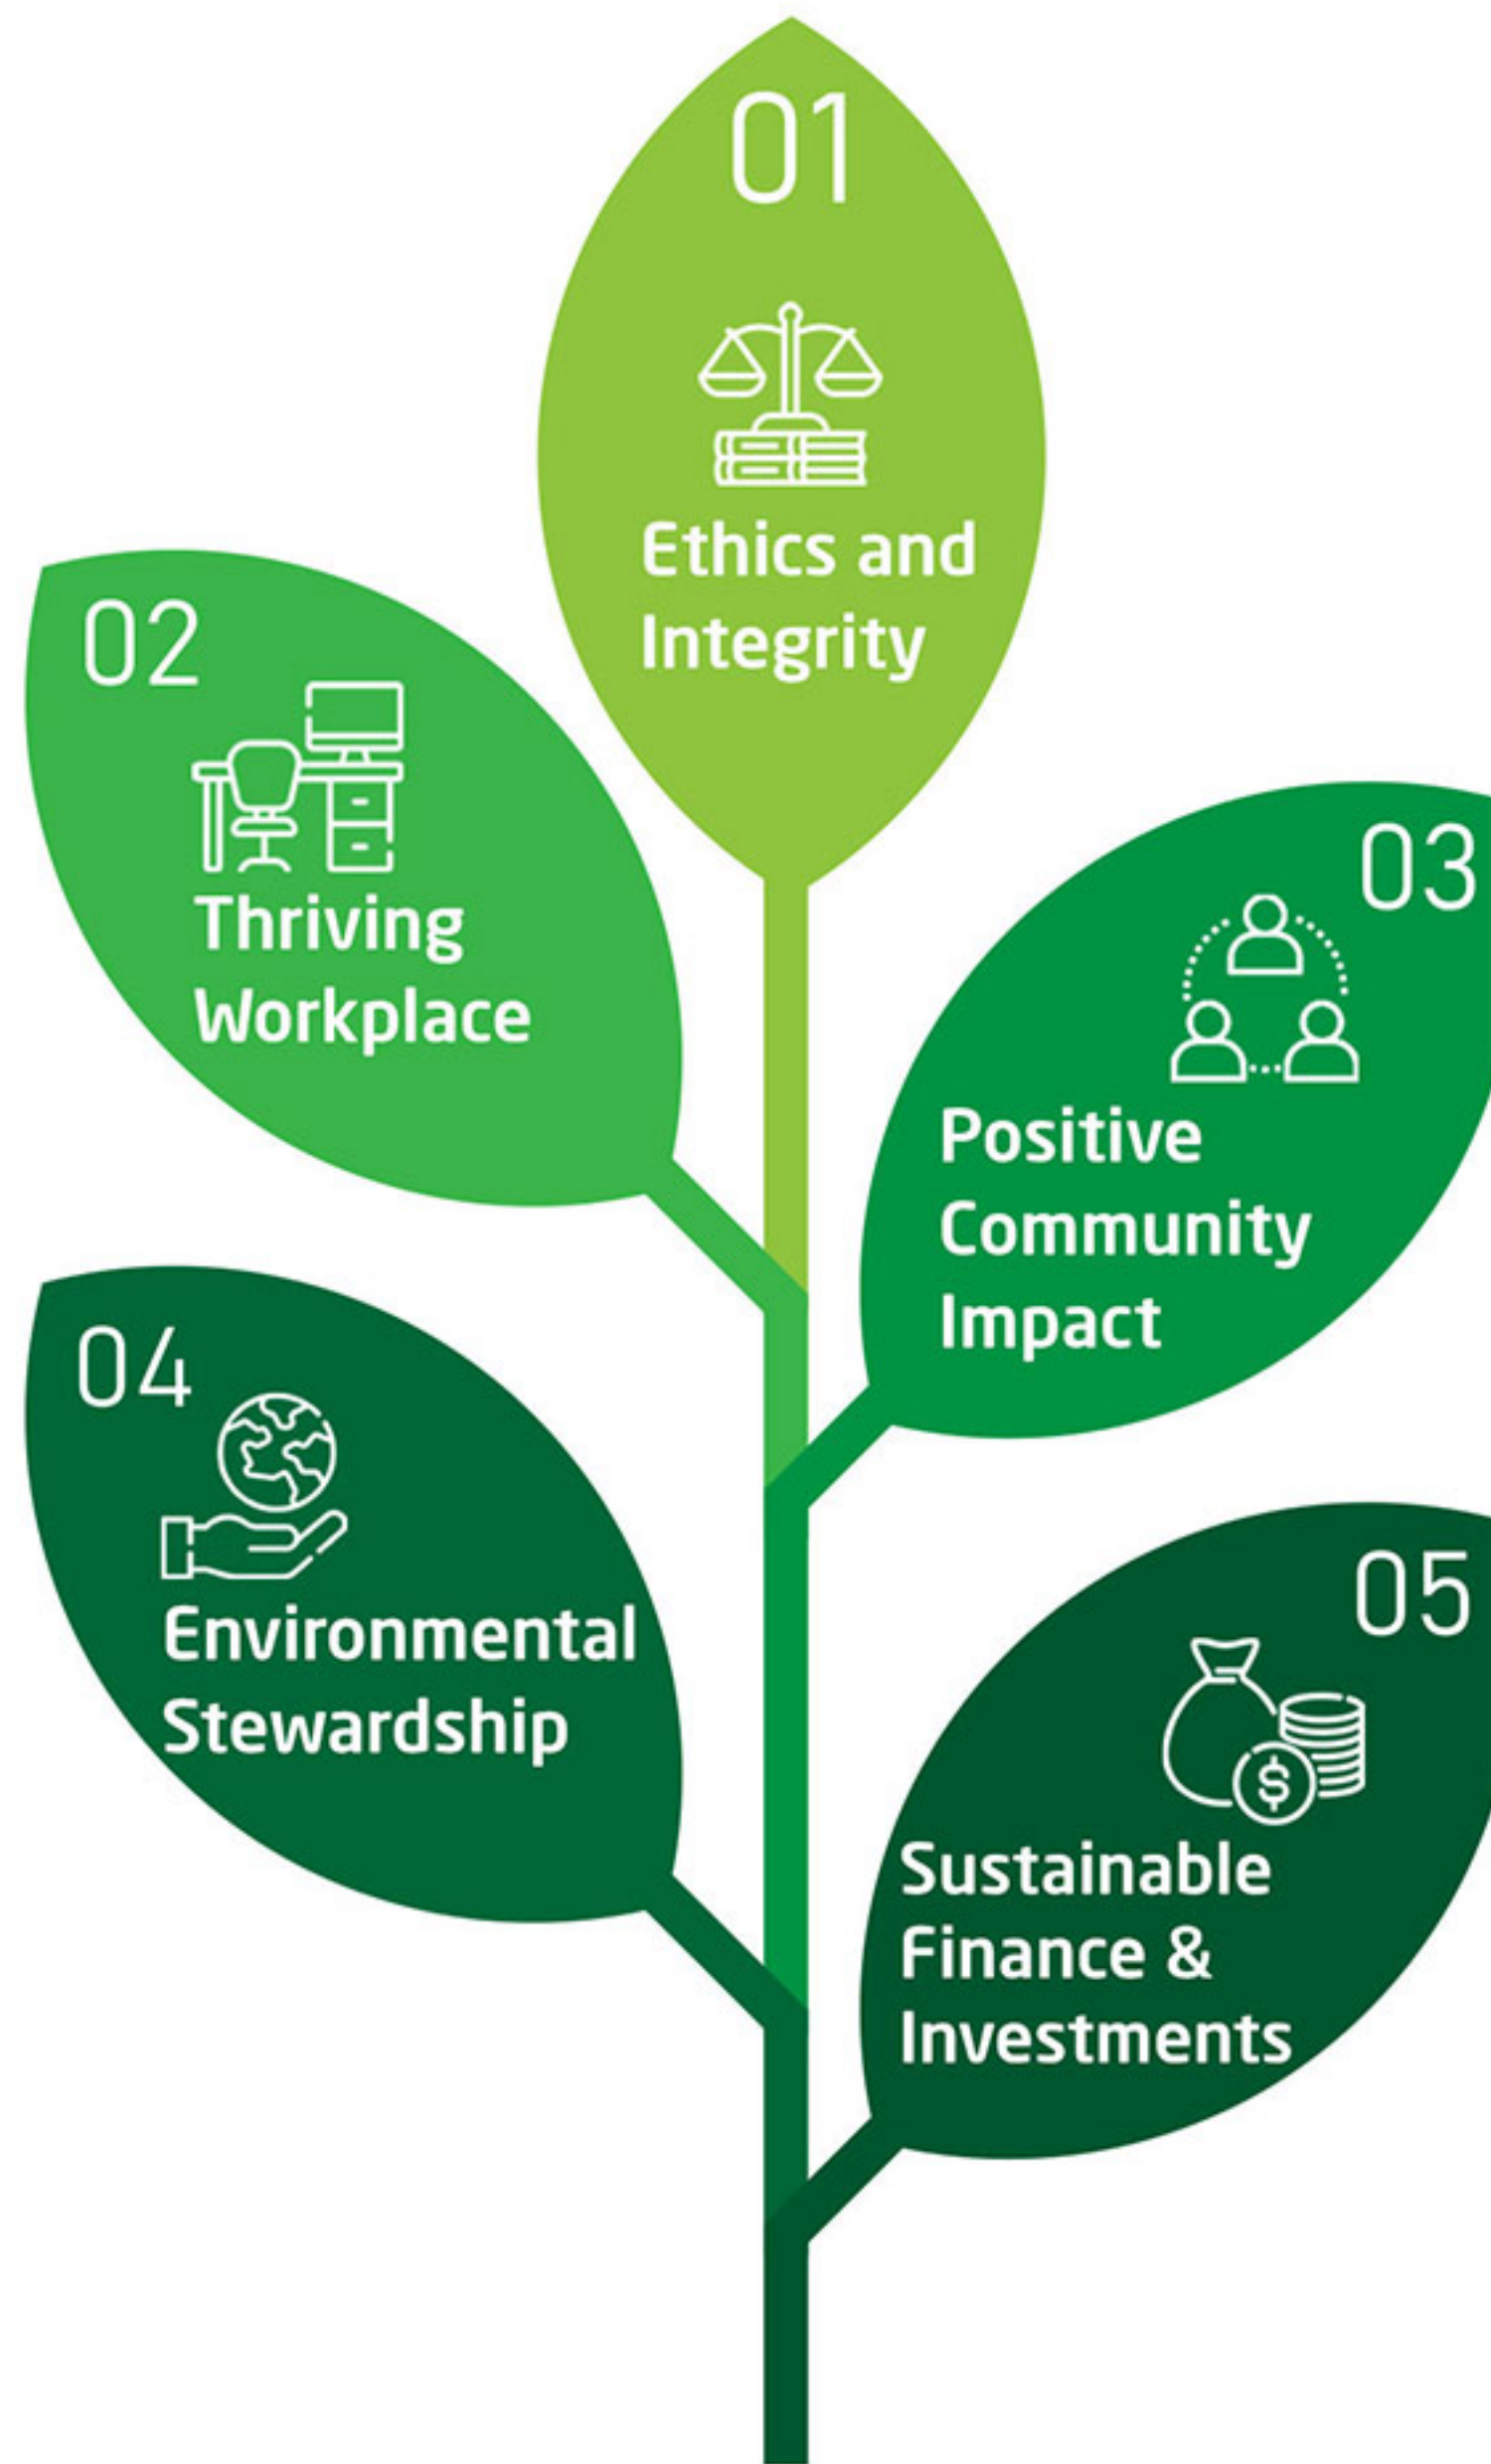 01
Ethics and
Integrity
02
Thriving
Workplace
03
Positive
Community
Impact
04
Environmental
Stewardship
05
$
Sustainable
Finance &
Investments